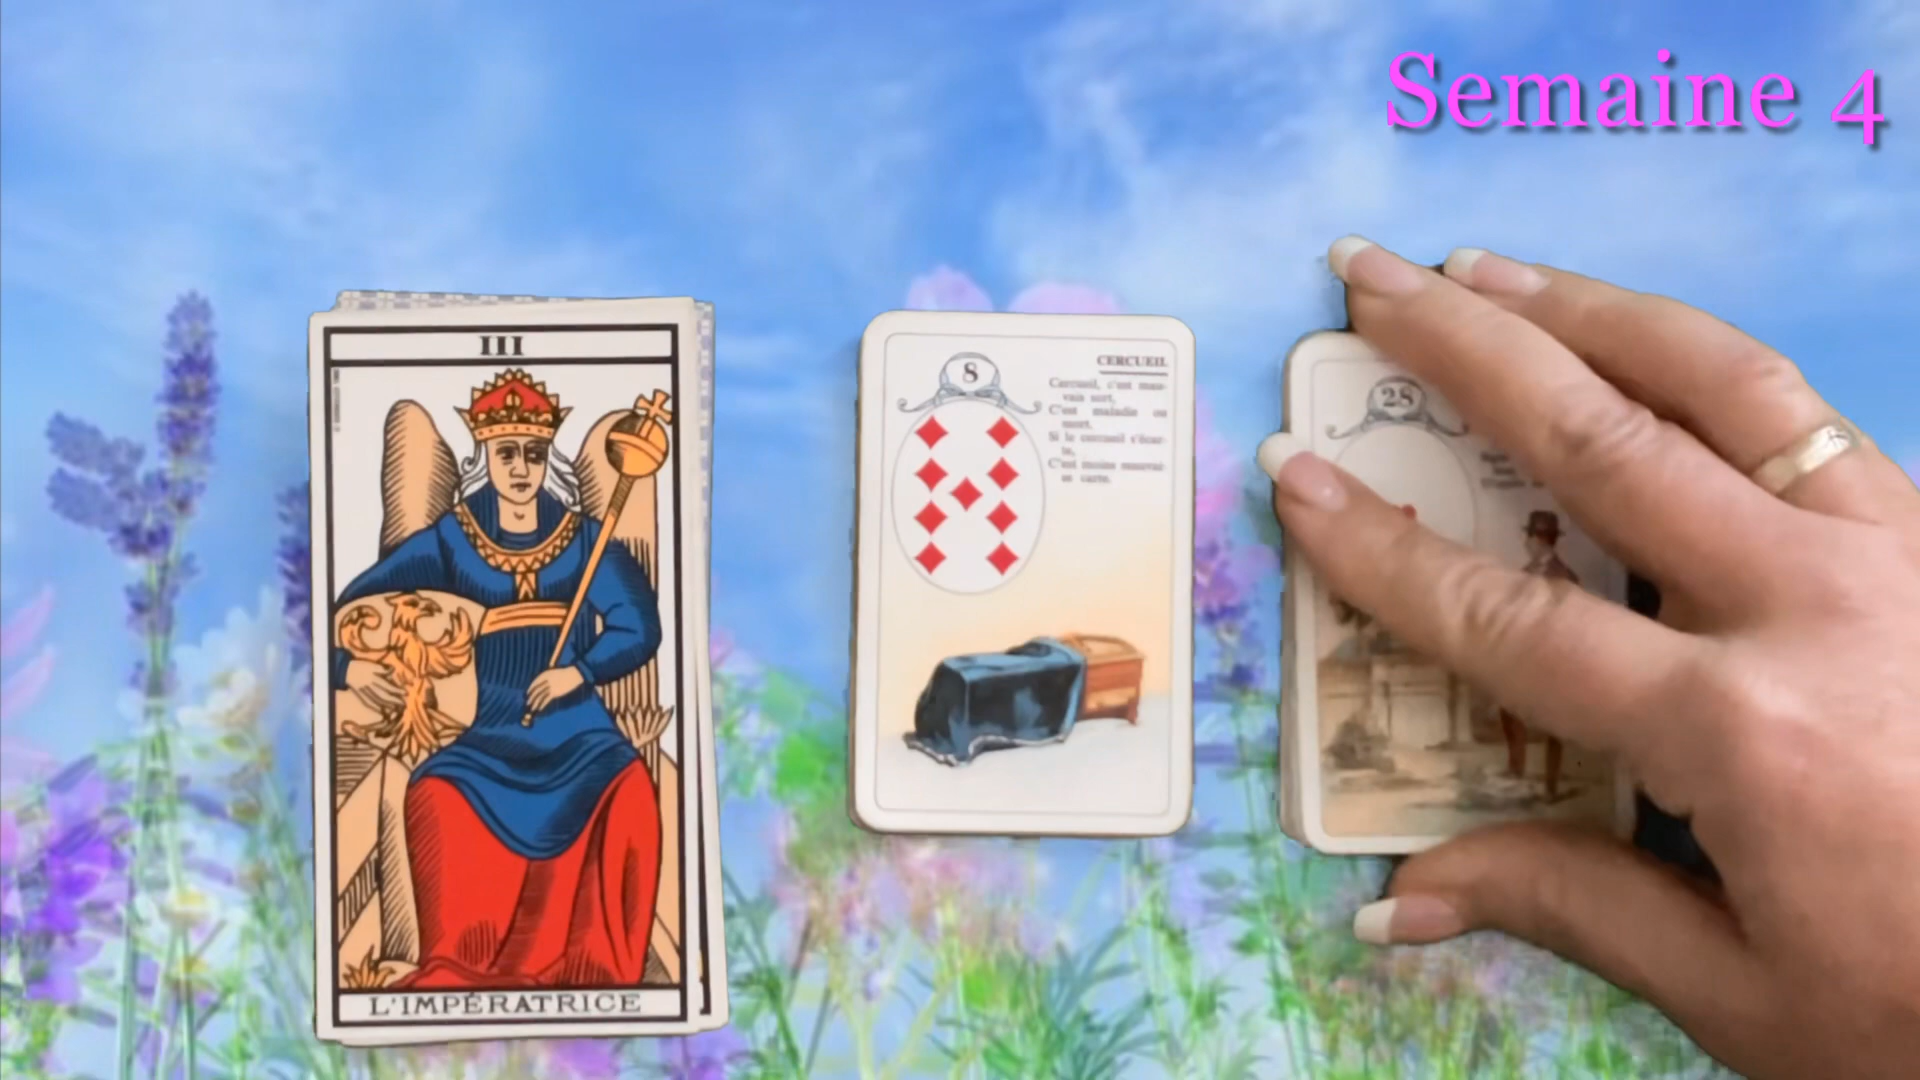 Semaine 4
III
L'IMPÉRATRICE
8
CERCUEIL
Cercueil, c'est mau-
vais sort,
C'est maladie ou
mort.
Si le cercueil s'écar-
te,
C'est moins mauvai-
se carte.
28